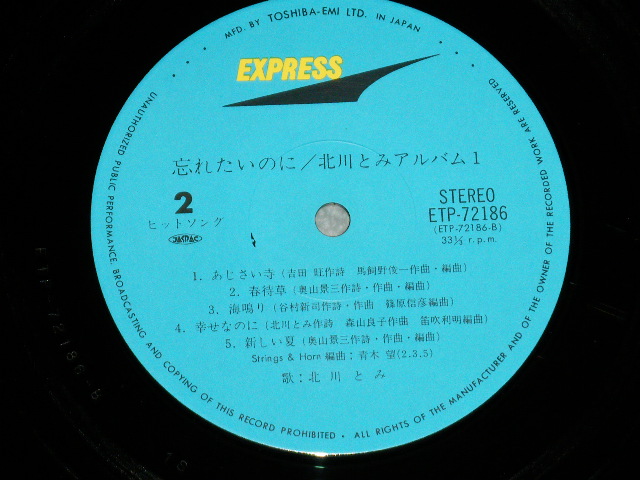 MFD. BY TOSHIBA-EMI LTD. IN JAPAN
EXPRESS
忘れたいのに／北川とみアルバム1
2
ヒットソング
JASRAC
STEREO
ETP-72186
(ETP-72186-B)
33⅓ r.p.m.
1. あじさい寺 (吉田 旺作詩 馬飼野俊一作曲・編曲)
2. 春待草 (奥山景三作詩・作曲・編曲)
3. 海鳴り (谷村新司作詩・作曲 篠原信彦編曲)
4. 幸せなのに (北川とみ作詩 森山良子作曲 笛吹利明編曲)
5. 新しい夏 (奥山景三作詩・作曲・編曲)
Strings & Horn編曲：青木 望(2.3.5)
歌：北川とみ
UNAUTHORIZED PUBLIC PERFORMANCE, BROADCASTING AND COPYING OF THIS RECORD PROHIBITED • ALL RIGHTS OF THE MANUFACTURER AND OF THE OWNER OF THE RECORDED WORK ARE RESERVED
ETP-72186-B